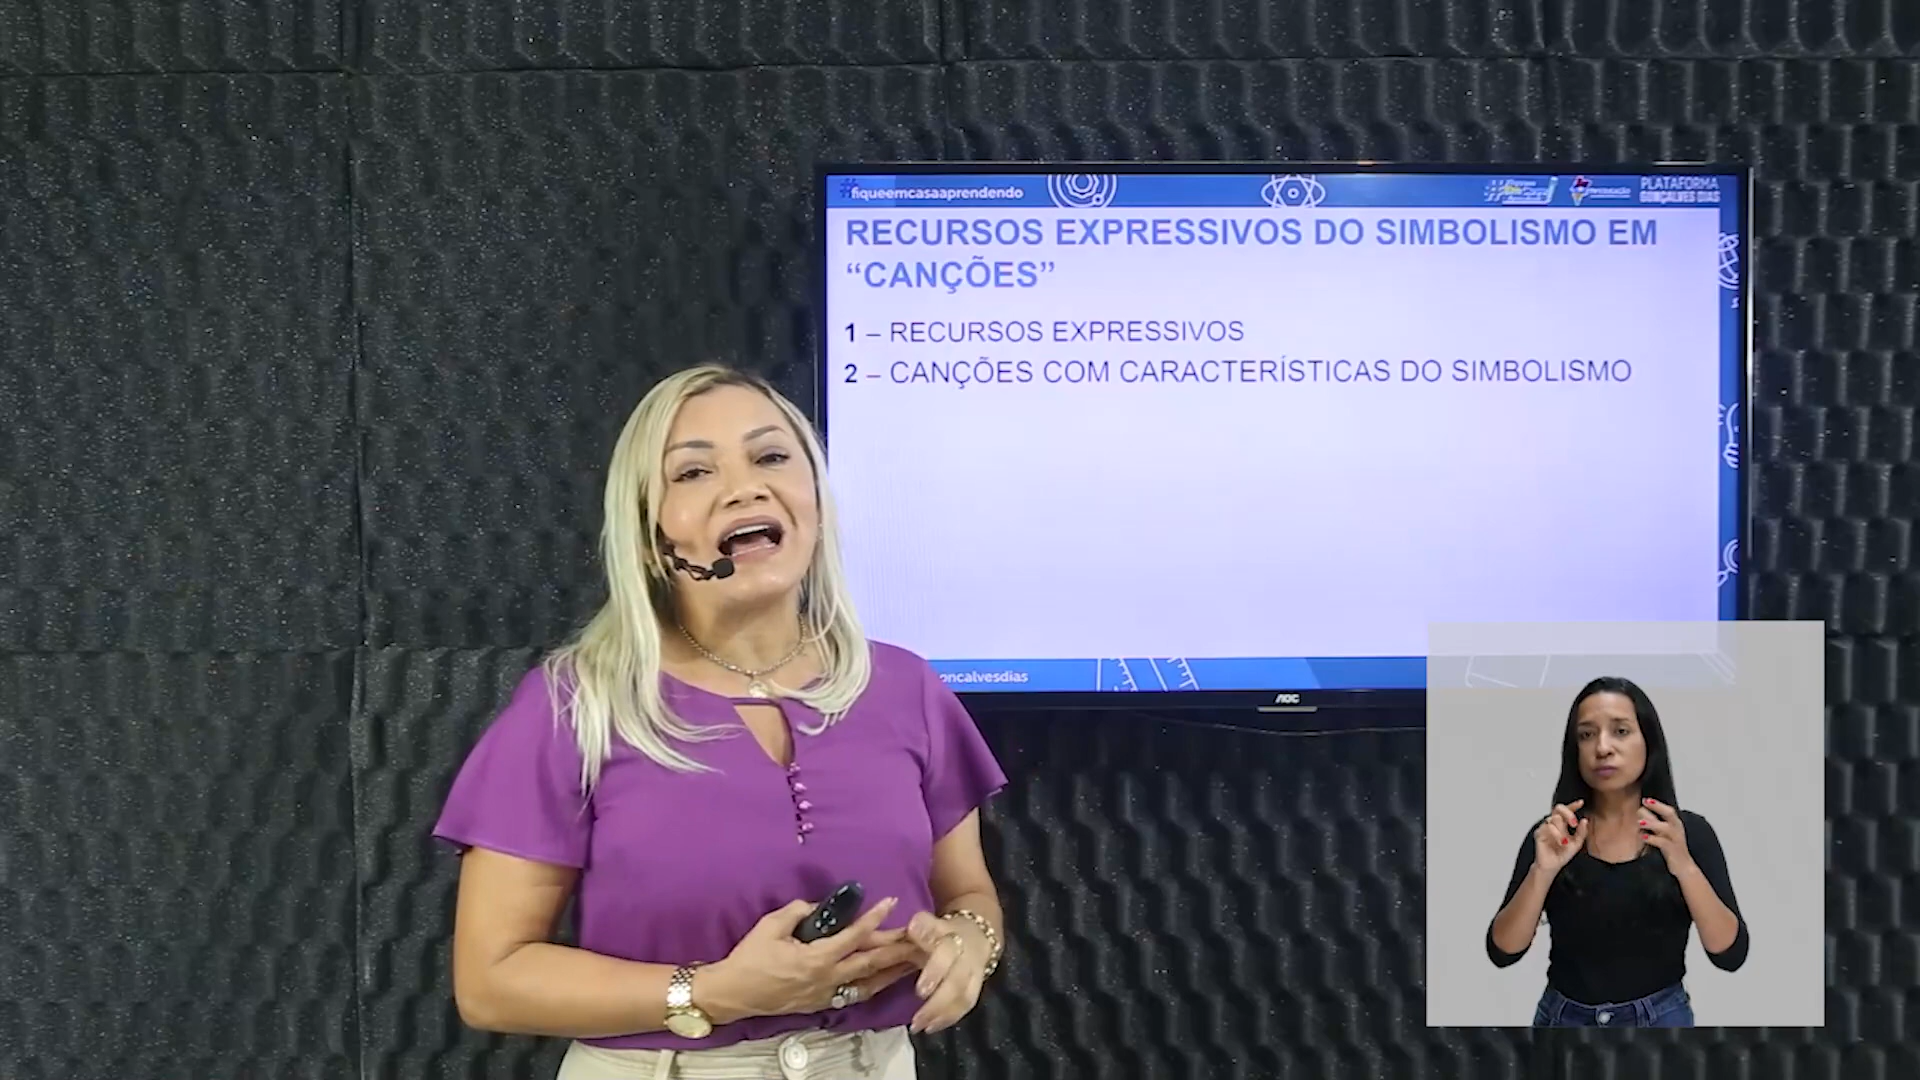 #fiqueemcasaaprendendo
PLATAFORMA
GONÇALVES DIAS
RECURSOS EXPRESSIVOS DO SIMBOLISMO EM
“CANÇÕES”
1 – RECURSOS EXPRESSIVOS
2 – CANÇÕES COM CARACTERÍSTICAS DO SIMBOLISMO
oncalvesdias
AOC